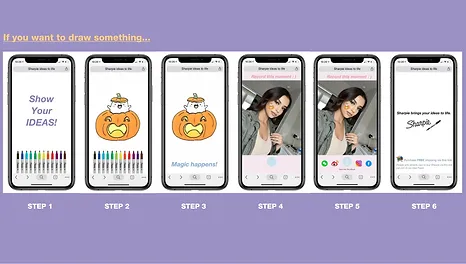 If you want to draw something...
Sharpie ideas to life
Show
Your
IDEAS!
Sharpie ideas to life
Sharpie ideas to life
Magic happens!
Sharpie ideas to life
Record this moment
Sharpie ideas to life
Record this moment
Sharpie ideas to life
Sharpie brings your ideas to life.
Sharpie
STEP 1
STEP 2
STEP 3
STEP 4
STEP 5
STEP 6